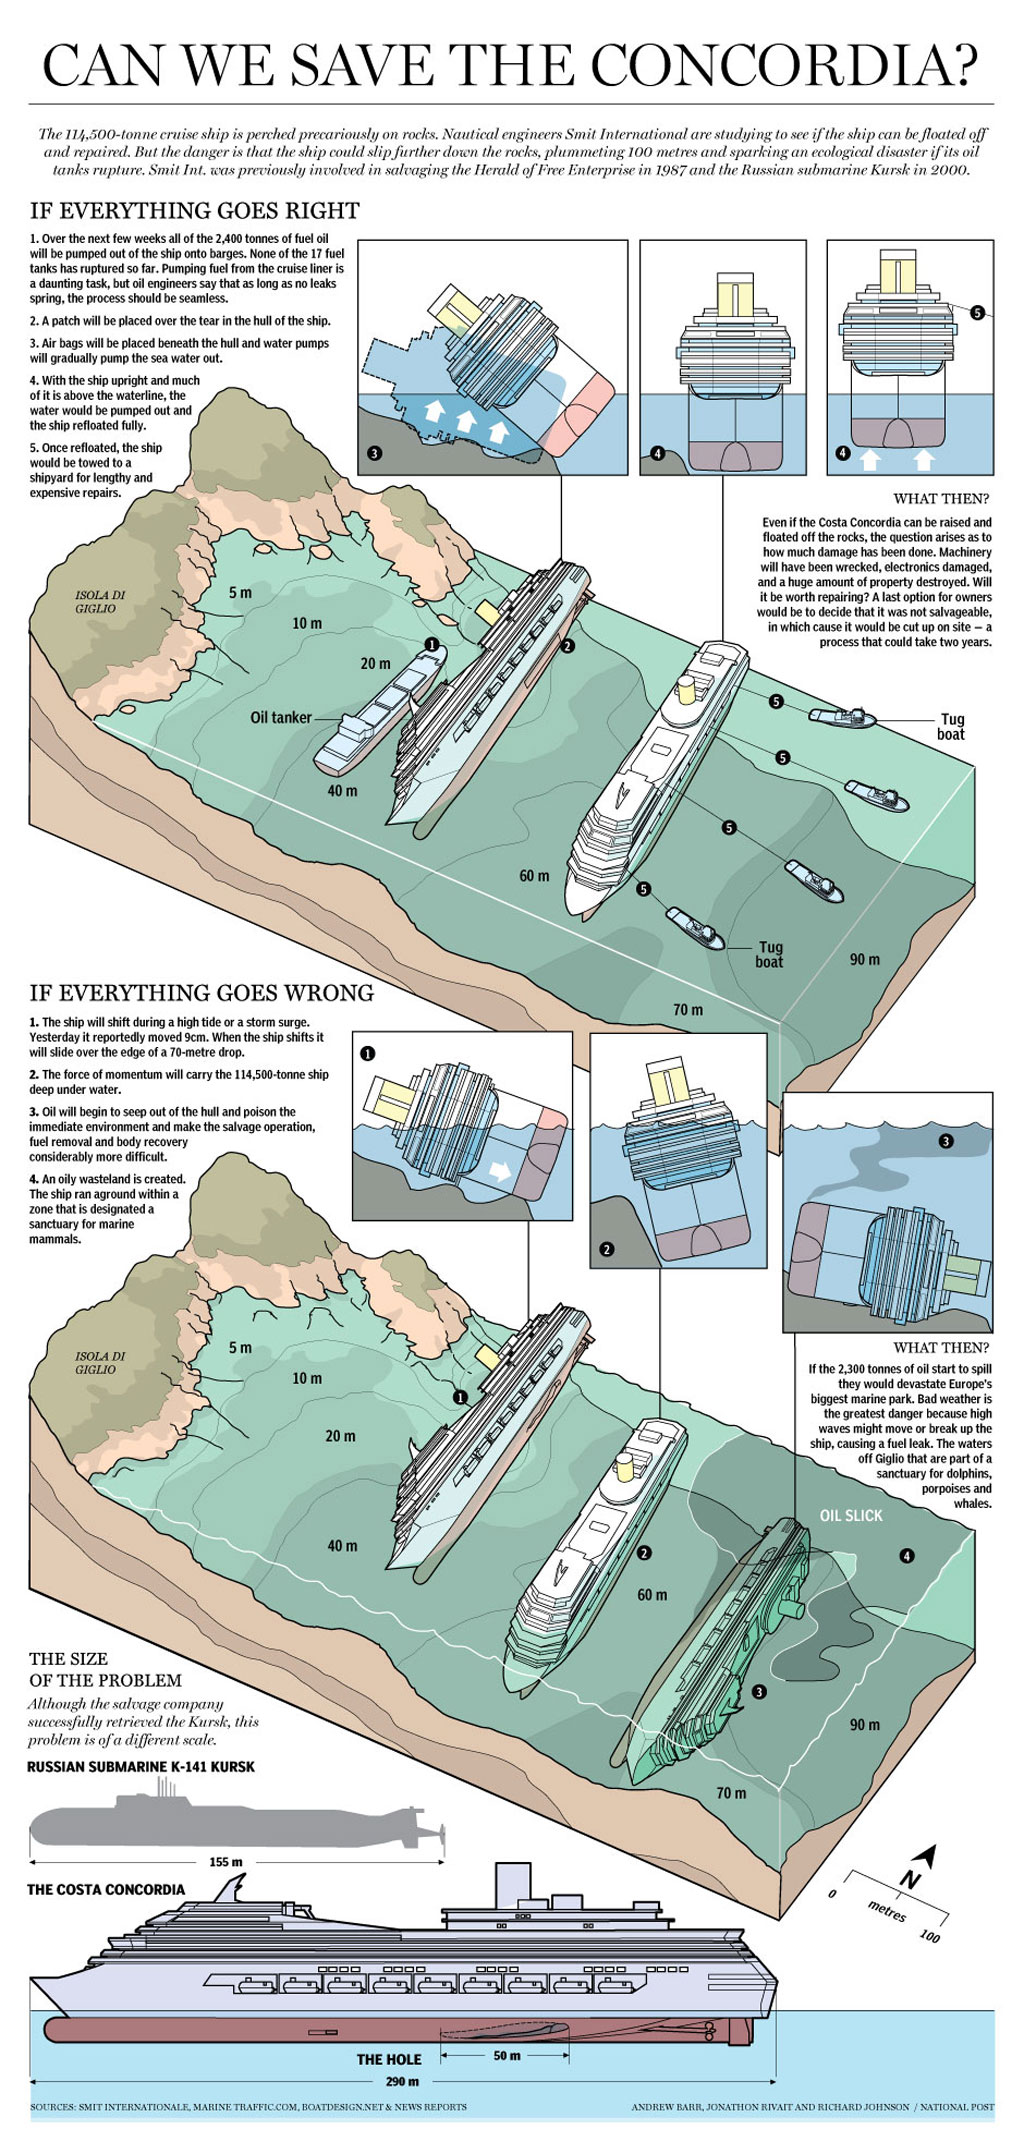 CAN WE SAVE THE CONCORDIA?
The 114,500-tonne cruise ship is perched precariously on rocks. Nautical engineers Smit International are studying to see if the ship can be floated off
and repaired. But the danger is that the ship could slip further down the rocks, plummeting 100 metres and sparking an ecological disaster if its oil
tanks rupture. Smit Int. was previously involved in salvaging the Herald of Free Enterprise in 1987 and the Russian submarine Kursk in 2000.
IF EVERYTHING GOES RIGHT
1. Over the next few weeks all of the 2,400 tonnes of fuel oil
will be pumped out of the ship onto barges. None of the 17 fuel
tanks has ruptured so far. Pumping fuel from the cruise liner is
a daunting task, but oil engineers say that as long as no leaks
spring, the process should be seamless.
2. A patch will be placed over the tear in the hull of the ship.
3. Air bags will be placed beneath the hull and water pumps
will gradually pump the sea water out.
4. With the ship upright and much
of it is above the waterline, the
water would be pumped out and
the ship refloated fully.
5. Once refloated, the ship
would be towed to a
shipyard for lengthy and
expensive repairs.
3
4
4
5
WHAT THEN?
Even if the Costa Concordia can be raised and
floated off the rocks, the question arises as to
how much damage has been done. Machinery
will have been wrecked, electronics damaged,
and a huge amount of property destroyed. Will
it be worth repairing? A last option for owners
would be to decide that it was not salvageable,
in which cause it would be cut up on site — a
process that could take two years.
ISOLA DI
GIGLIO
5 m
10 m
20 m
1
2
Oil tanker
40 m
60 m
5
5
5
5
Tug
boat
Tug
boat
90 m
70 m
IF EVERYTHING GOES WRONG
1. The ship will shift during a high tide or a storm surge.
Yesterday it reportedly moved 9cm. When the ship shifts it
will slide over the edge of a 70-metre drop.
2. The force of momentum will carry the 114,500-tonne ship
deep under water.
3. Oil will begin to seep out of the hull and poison the
immediate environment and make the salvage operation,
fuel removal and body recovery
considerably more difficult.
4. An oily wasteland is created.
The ship ran aground within a
zone that is designated a
sanctuary for marine
mammals.
1
2
3
WHAT THEN?
If the 2,300 tonnes of oil start to spill
they would devastate Europe's
biggest marine park. Bad weather is
the greatest danger because high
waves might move or break up the
ship, causing a fuel leak. The waters
off Giglio that are part of a
sanctuary for dolphins,
porpoises and
whales.
ISOLA DI
GIGLIO
5 m
10 m
20 m
40 m
1
2
60 m
OIL SLICK
4
3
90 m
70 m
THE SIZE
OF THE PROBLEM
Although the salvage company
successfully retrieved the Kursk, this
problem is of a different scale.
RUSSIAN SUBMARINE K-141 KURSK
155 m
THE COSTA CONCORDIA
N
0
metres
100
THE HOLE
50 m
290 m
SOURCES: SMIT INTERNATIONALE, MARINE TRAFFIC.COM, BOATDESIGN.NET & NEWS REPORTS
ANDREW BARR, JONATHON RIVAIT AND RICHARD JOHNSON / NATIONAL POST